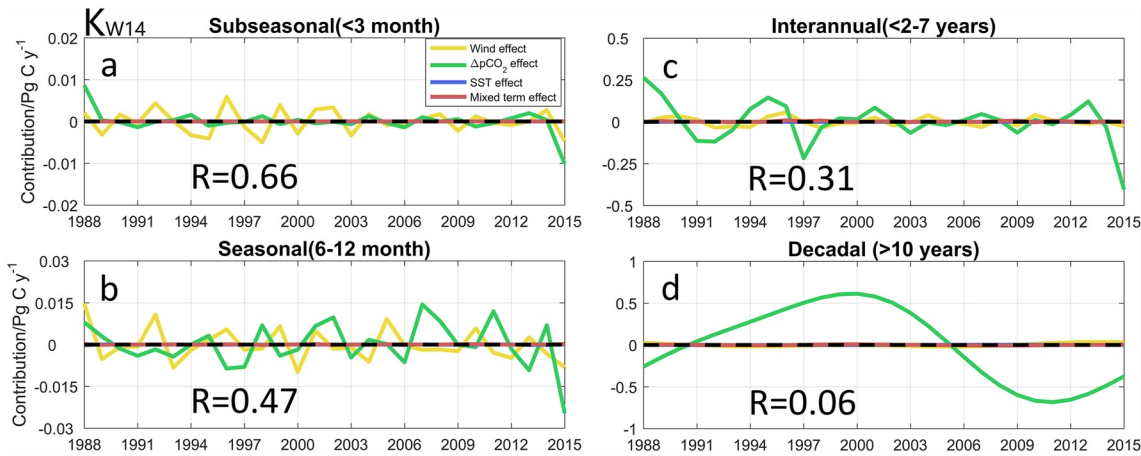 K W14
Subseasonal(<3 month)
a
Contribution/Pg C y-1
0.02
0.01
0
-0.01
-0.02
Wind effect
ΔpCO2 effect
SST effect
Mixed term effect
R=0.66
1988 1991 1994 1997 2000 2003 2006 2009 2012 2015
Interannual(<2-7 years)
c
0.5
0.25
0
-0.25
-0.5
R=0.31
1988 1991 1994 1997 2000 2003 2006 2009 2012 2015
Seasonal(6-12 month)
b
Contribution/Pg C y-1
0.03
0.015
0
-0.015
-0.03
R=0.47
1988 1991 1994 1997 2000 2003 2006 2009 2012 2015
Decadal (>10 years)
d
1
0.5
0
-0.5
-1
R=0.06
1988 1991 1994 1997 2000 2003 2006 2009 2012 2015